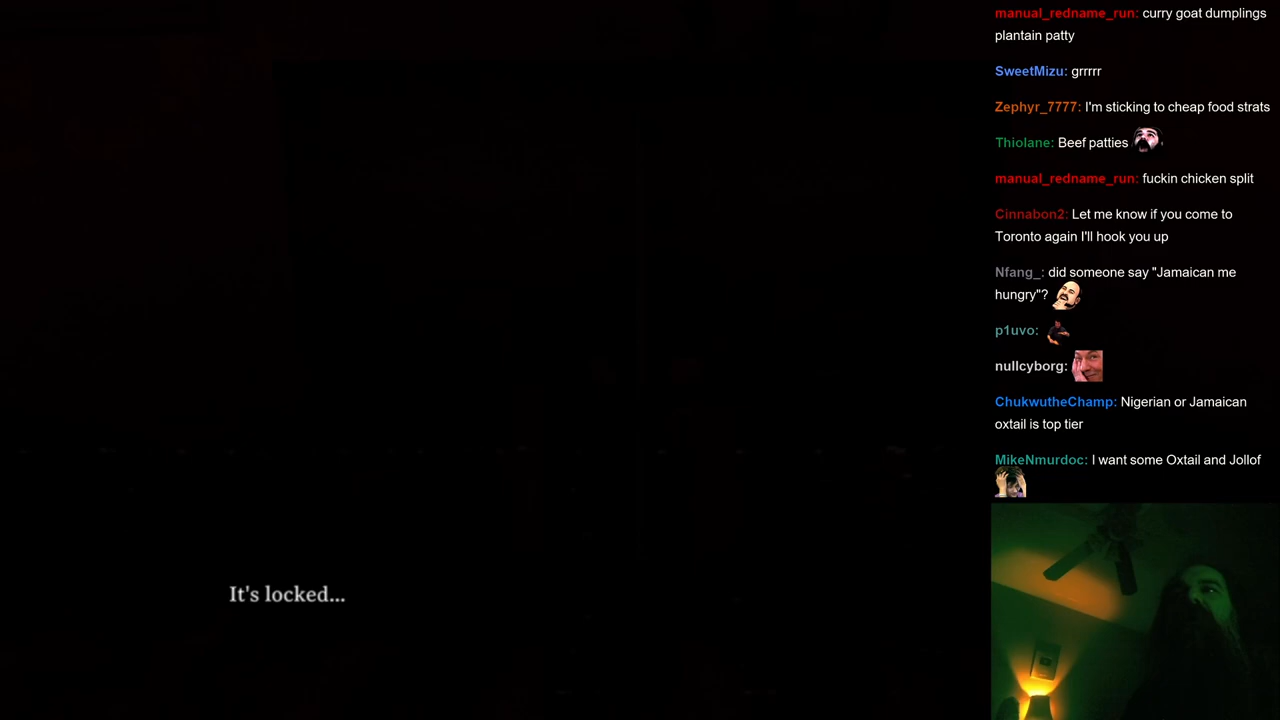 manual_redname_run: curry goat dumplings
plantain patty
SweetMizu: grrrrr
Zephyr_7777: I'm sticking to cheap food strats
Thiolane: Beef patties
manual_redname_run: fuckin chicken split
Cinnabon2: Let me know if you come to
Toronto again I'll hook you up
Nfang_: did someone say "Jamaican me
hungry"?
p1uvo:
nullcyborg:
ChukwutheChamp: Nigerian or Jamaican
oxtail is top tier
MikeNmurdoc: I want some Oxtail and Jollof
It's locked...